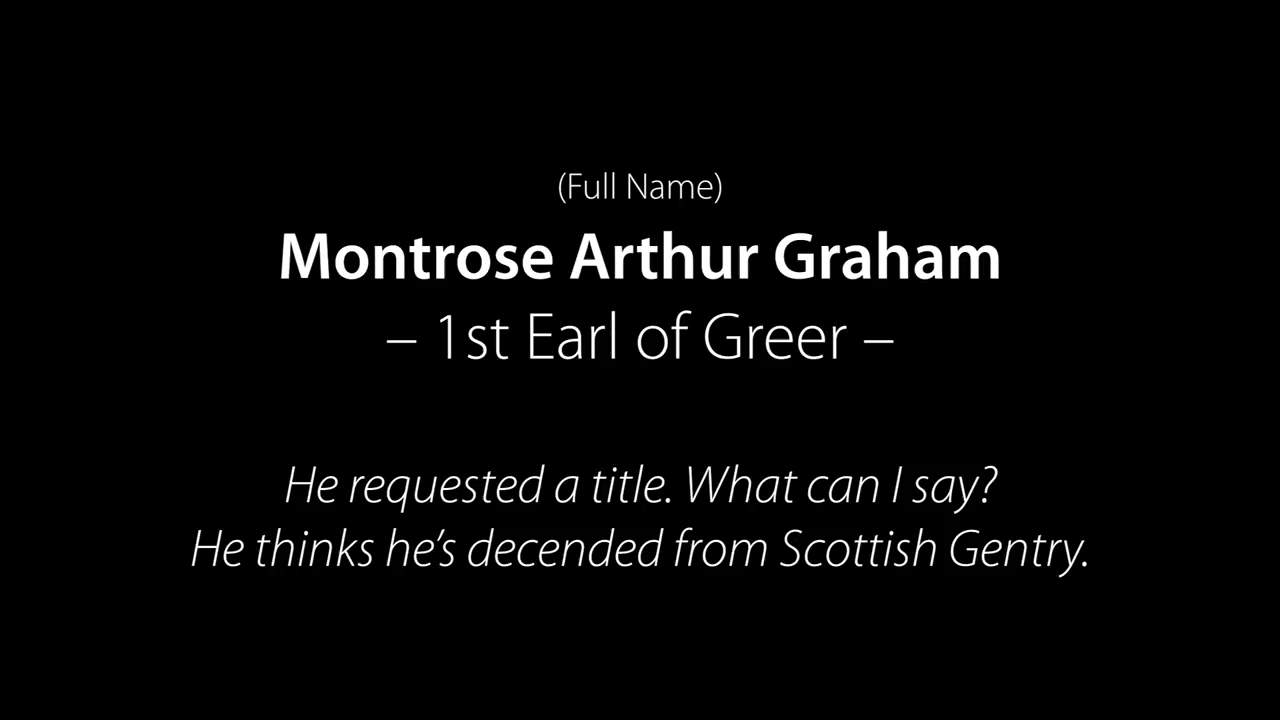 (Full Name)
Montrose Arthur Graham
– 1st Earl of Greer –
He requested a title. What can I say?
He thinks he’s decended from Scottish Gentry.